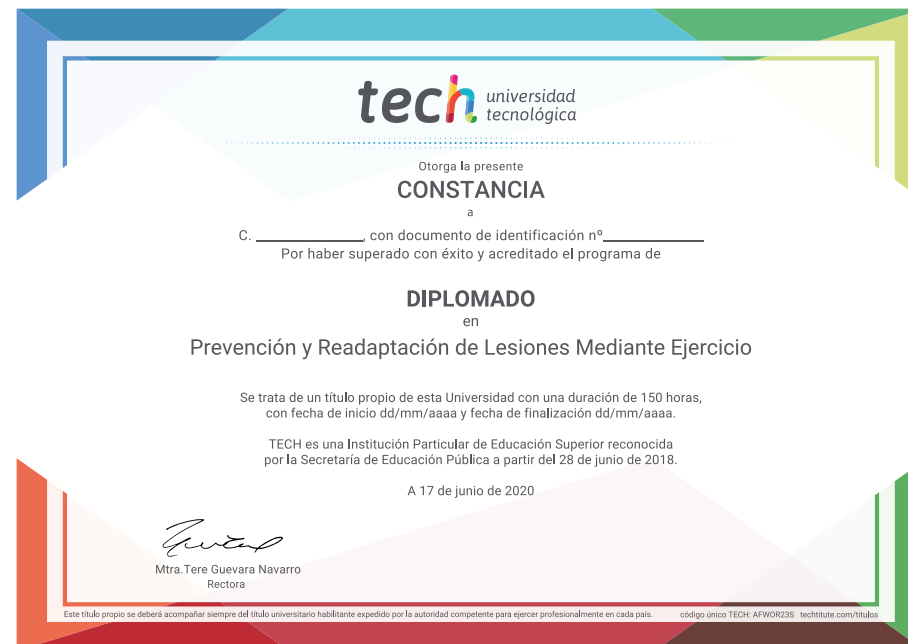 tech universidad
tecnológica
Otorga la presente
CONSTANCIA
a
C. ____________, con documento de identificación nº____________
Por haber superado con éxito y acreditado el programa de
DIPLOMADO
en
Prevención y Readaptación de Lesiones Mediante Ejercicio
Se trata de un título propio de esta Universidad con una duración de 150 horas,
con fecha de inicio dd/mm/aaaa y fecha de finalización dd/mm/aaaa.
TECH es una Institución Particular de Educación Superior reconocida
por la Secretaría de Educación Pública a partir del 28 de junio de 2018.
A 17 de junio de 2020
Mtra.Tere Guevara Navarro
Rectora
Este título propio se deberá acompañar siempre del título universitario habilitante expedido por la autoridad competente para ejercer profesionalmente en cada país. código único TECH: AFWOR23S techtitute.com/titulos